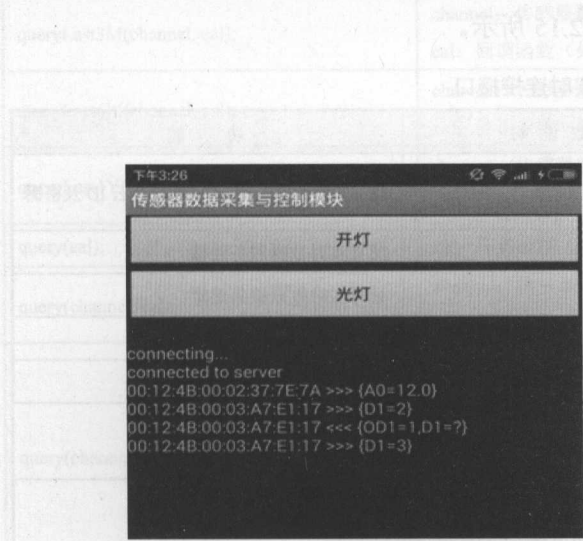 下午3:26
传感器数据采集与控制模块
开灯
光灯
connecting...
connected to server
00:12:4B:00:02:37:7E:7A >>> {A0=12.0}
00:12:4B:00:03:A7:E1:17 >>> {D1=2}
00:12:4B:00:03:A7:E1:17 <<< {OD1=1,D1=?}
00:12:4B:00:03:A7:E1:17 >>> {D1=3}